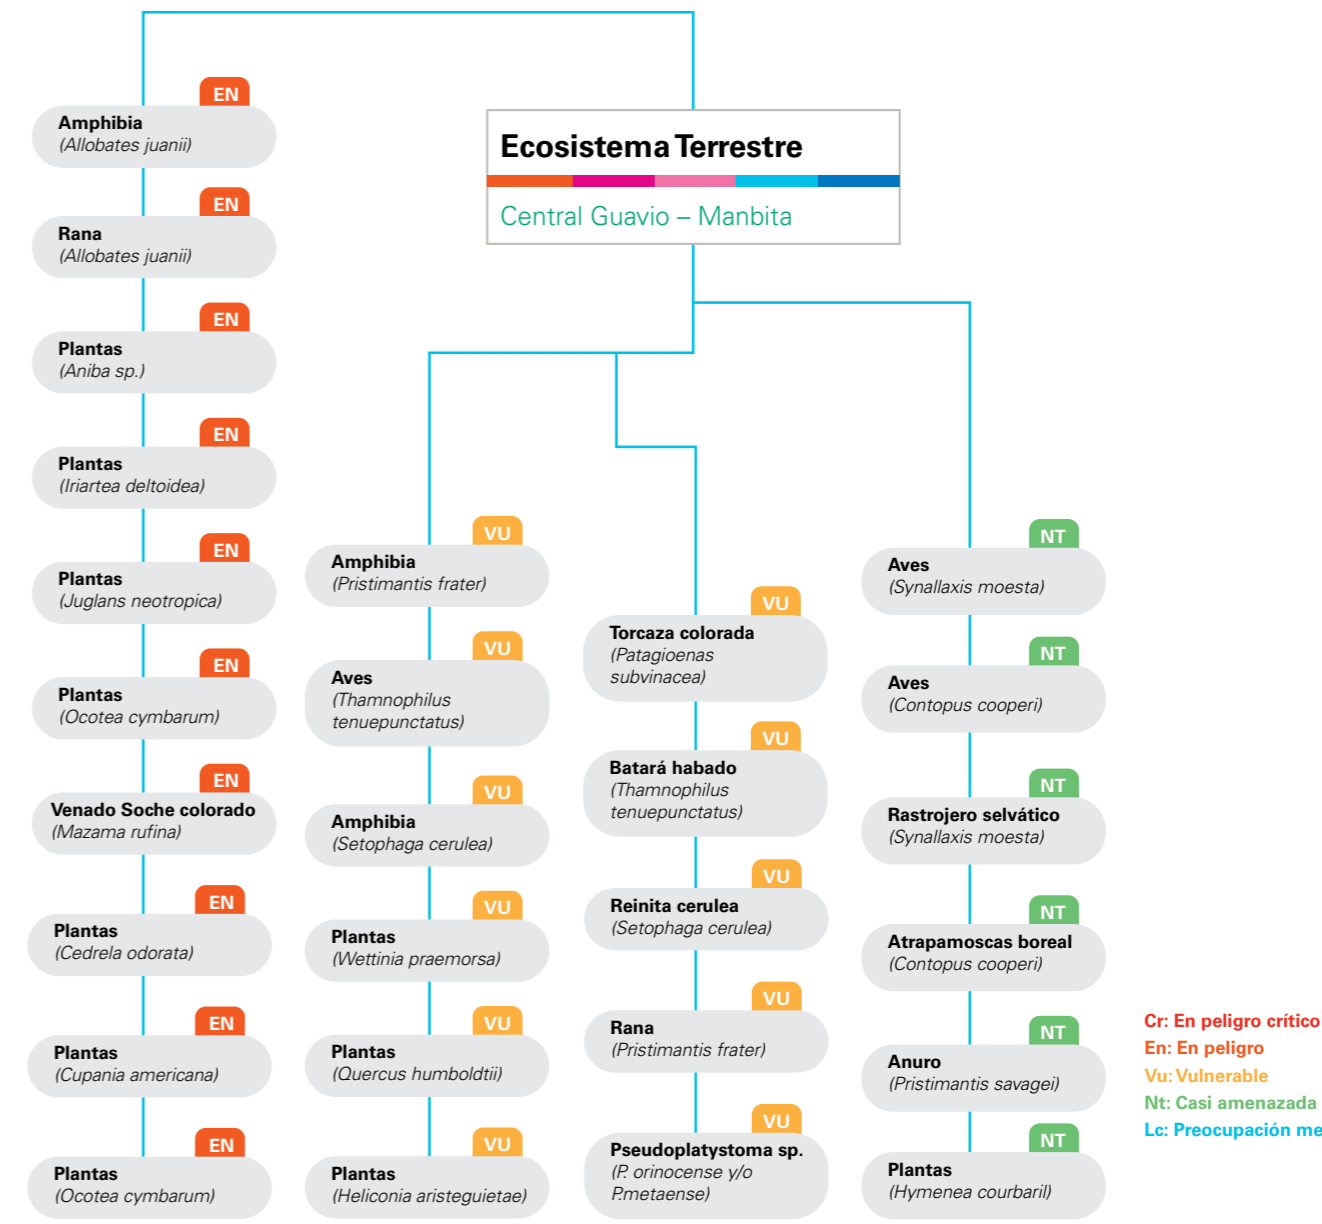 Ecosistema Terrestre
Central Guavio – Manbita
EN
Amphibia
(Allobates juanii)
EN
Rana
(Allobates juanii)
EN
Plantas
(Aniba sp.)
EN
Plantas
(Iriartea deltoidea)
EN
Plantas
(Juglans neotropica)
EN
Plantas
(Ocotea cymbarum)
EN
Venado Soche colorado
(Mazama rufina)
EN
Plantas
(Cedrela odorata)
EN
Plantas
(Cupania americana)
EN
Plantas
(Ocotea cymbarum)
VU
Amphibia
(Pristimantis frater)
VU
Aves
(Thamnophilus
tenuepunctatus)
VU
Amphibia
(Setophaga cerulea)
VU
Plantas
(Wettinia praemorsa)
VU
Plantas
(Quercus humboldtii)
VU
Plantas
(Heliconia aristeguietae)
VU
Torcaza colorada
(Patagioenas
subvinacea)
VU
Batará habado
(Thamnophilus
tenuepunctatus)
VU
Reinita cerulea
(Setophaga cerulea)
VU
Rana
(Pristimantis frater)
VU
Pseudoplatystoma sp.
(P. orinocense y/o
P.metaense)
NT
Aves
(Synallaxis moesta)
NT
Aves
(Contopus cooperi)
NT
Rastrojero selvático
(Synallaxis moesta)
NT
Atrapamoscas boreal
(Contopus cooperi)
NT
Anuro
(Pristimantis savagei)
NT
Plantas
(Hymenea courbaril)
Cr: En peligro crítico
En: En peligro
Vu: Vulnerable
Nt: Casi amenazada
Lc: Preocupación me